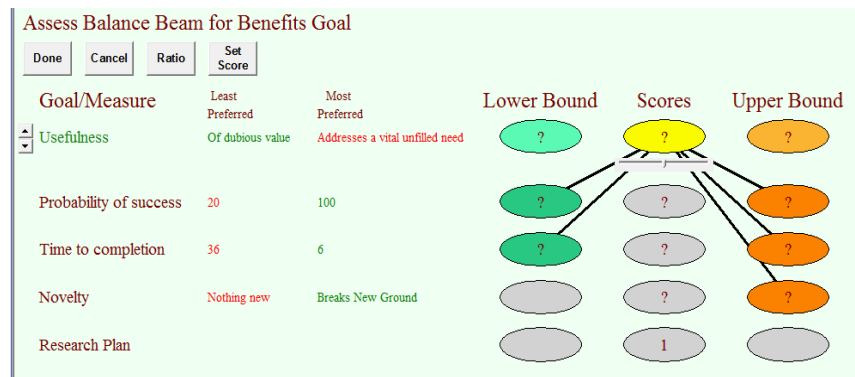 Assess Balance Beam for Benefits Goal
Done Cancel Ratio Set Score
Goal/Measure Least Preferred Most Preferred Lower Bound Scores Upper Bound
Usefulness Of dubious value Addresses a vital unfilled need ? ? ?
Probability of success 20 100 ? ? ?
Time to completion 36 6 ? ? ?
Novelty Nothing new Breaks New Ground ? ?
Research Plan 1